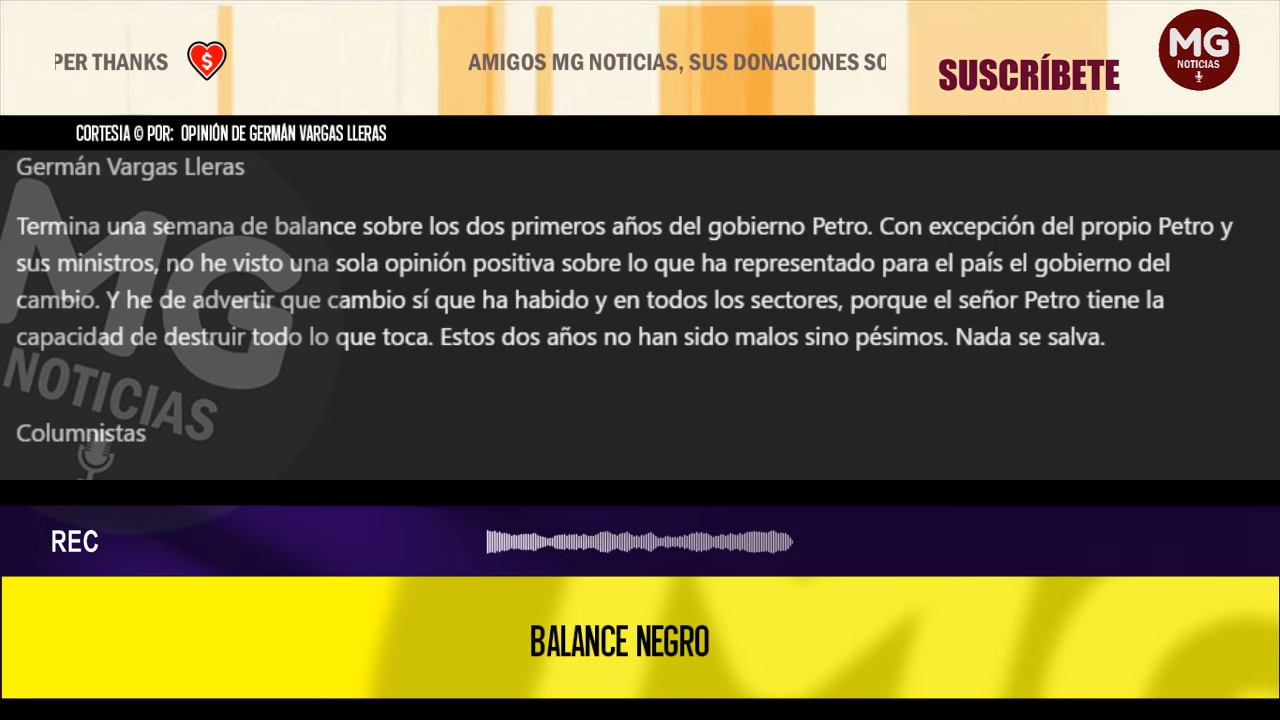 PER THANKS
AMIGOS MG NOTICIAS, SUS DONACIONES SO
SUSCRÍBETE
MG
NOTICIAS
CORTESIA © POR: OPINIÓN DE GERMÁN VARGAS LLERAS
Germán Vargas Lleras
Termina una semana de balance sobre los dos primeros años del gobierno Petro. Con excepción del propio Petro y
sus ministros, no he visto una sola opinión positiva sobre lo que ha representado para el país el gobierno del
cambio. Y he de advertir que cambio sí que ha habido y en todos los sectores, porque el señor Petro tiene la
capacidad de destruir todo lo que toca. Estos dos años no han sido malos sino pésimos. Nada se salva.
MG
NOTICIAS
Columnistas
REC
BALANCE NEGRO